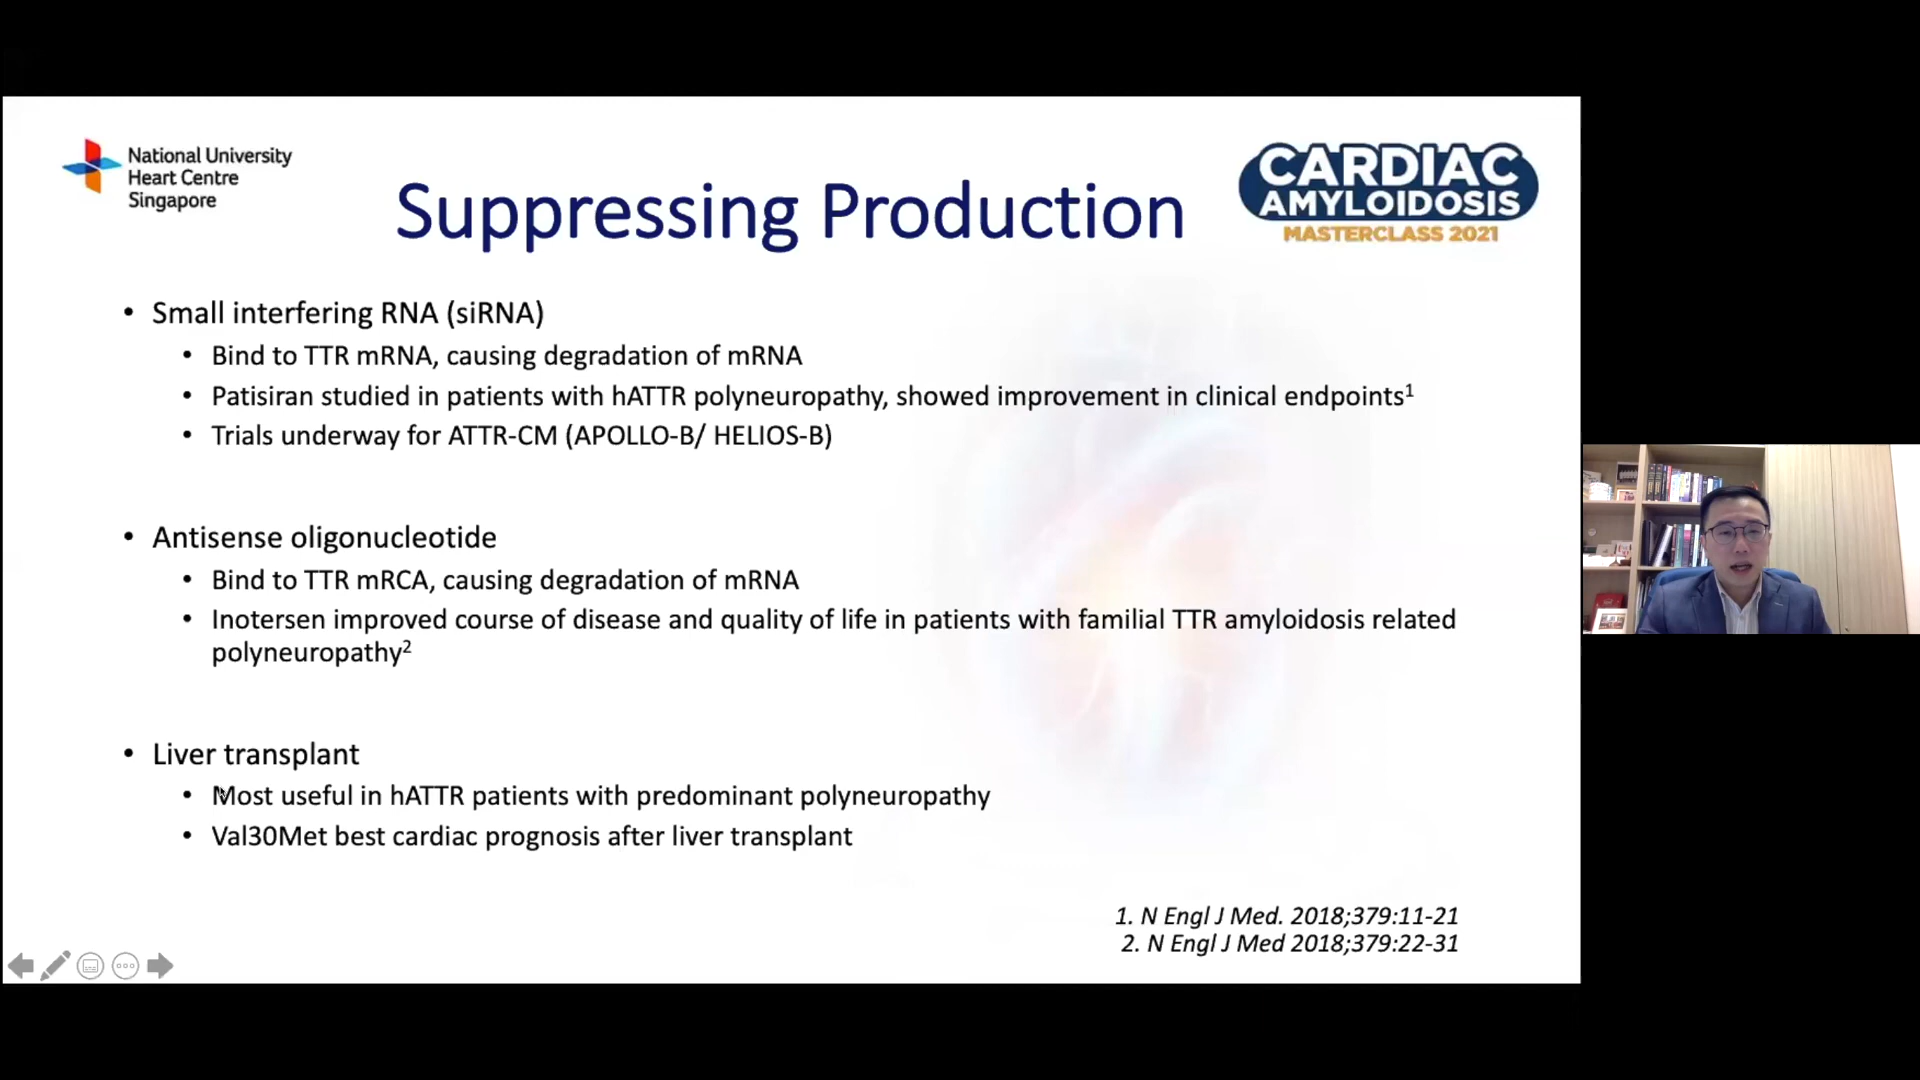 National University
Heart Centre
Singapore
CARDIAC
AMYLOIDOSIS
MASTERCLASS 2021
Suppressing Production
• Small interfering RNA (siRNA)
• Bind to TTR mRNA, causing degradation of mRNA
• Patisiran studied in patients with hATTR polyneuropathy, showed improvement in clinical endpoints¹
• Trials underway for ATTR-CM (APOLLO-B/ HELIOS-B)
• Antisense oligonucleotide
• Bind to TTR mRCA, causing degradation of mRNA
• Inotersen improved course of disease and quality of life in patients with familial TTR amyloidosis related
polyneuropathy²
• Liver transplant
• Most useful in hATTR patients with predominant polyneuropathy
• Val30Met best cardiac prognosis after liver transplant
1. N Engl J Med. 2018;379:11-21
2. N Engl J Med 2018;379:22-31